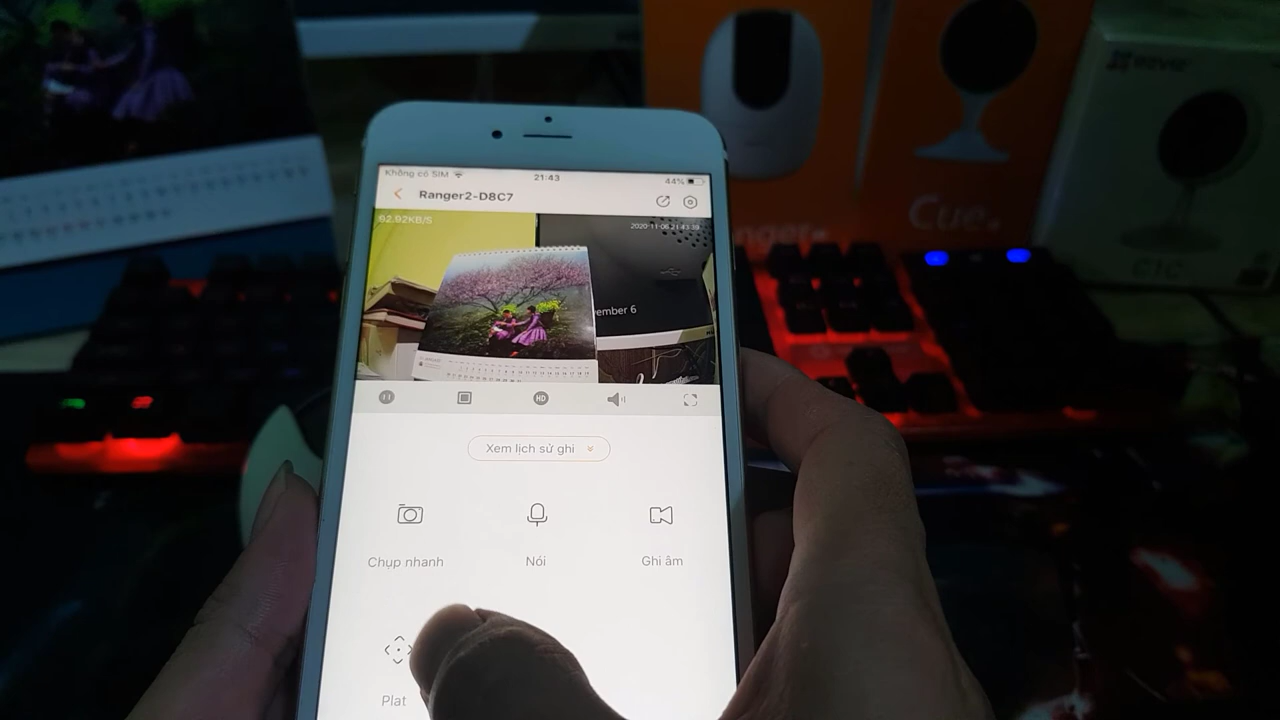 Không có SIM
21:43
44%
Ranger2-D8C7
92.92KB/S
2020-11-06 21:43:39
ember 6
HD
Xem lịch sử ghi
Chụp nhanh
Nói
Ghi âm
Plat
Cue+
C1C